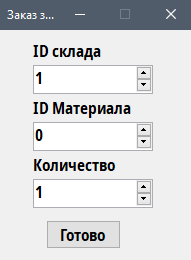 Заказ з...
ID склада
1
ID Материала
0
Количество
1
Готово